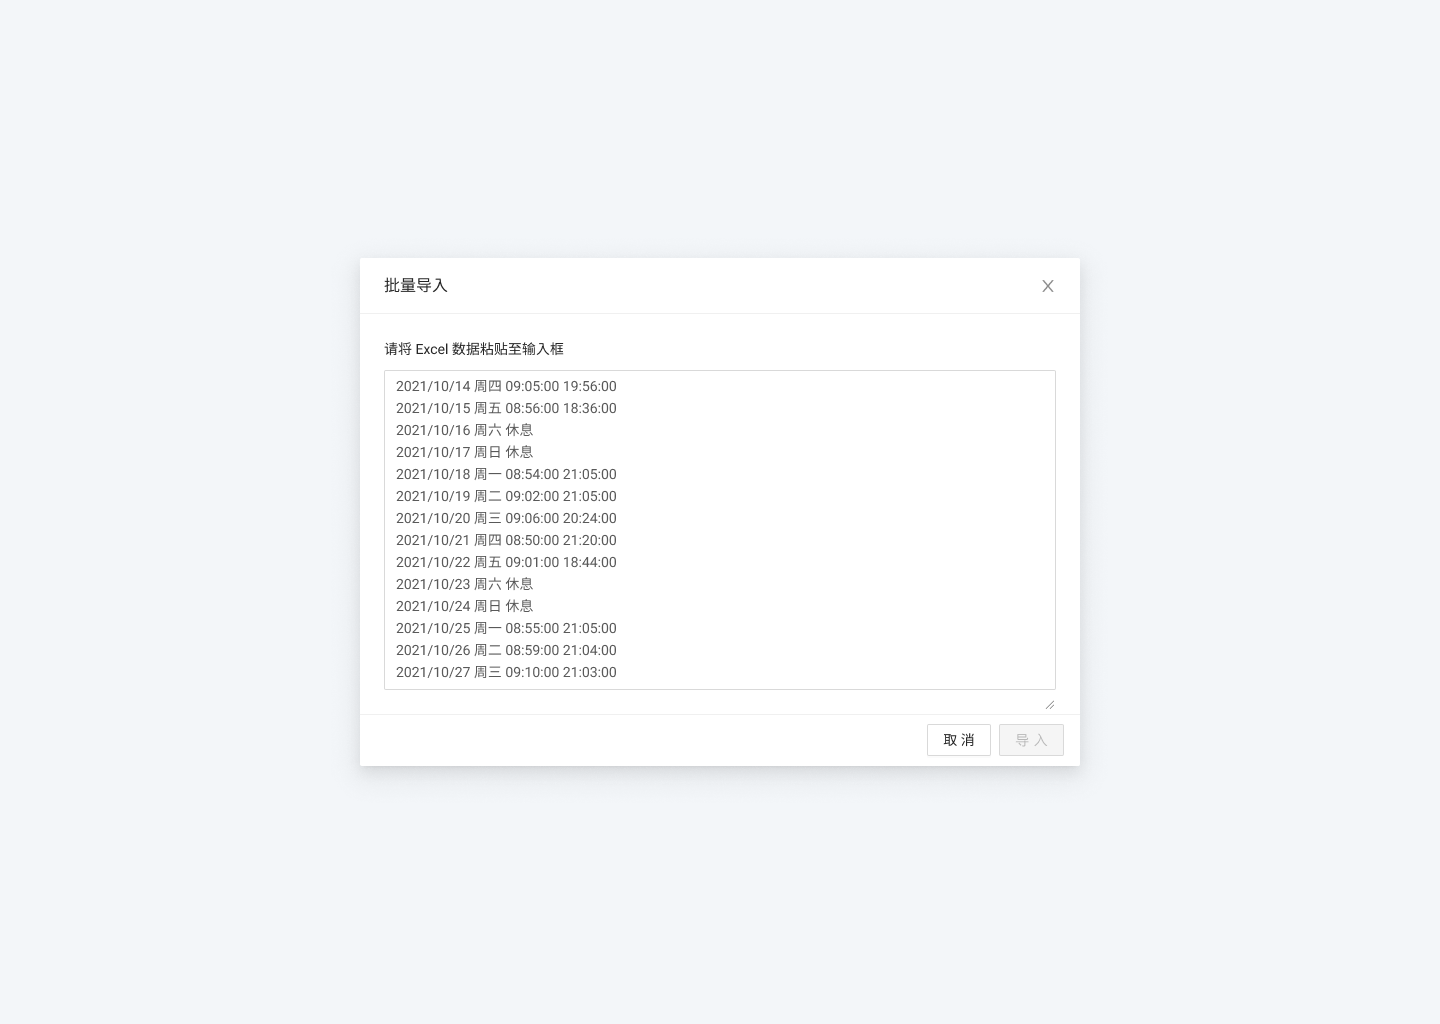 批量导入
请将 Excel 数据粘贴至输入框
2021/10/14 周四 09:05:00 19:56:00
2021/10/15 周五 08:56:00 18:36:00
2021/10/16 周六 休息
2021/10/17 周日 休息
2021/10/18 周一 08:54:00 21:05:00
2021/10/19 周二 09:02:00 21:05:00
2021/10/20 周三 09:06:00 20:24:00
2021/10/21 周四 08:50:00 21:20:00
2021/10/22 周五 09:01:00 18:44:00
2021/10/23 周六 休息
2021/10/24 周日 休息
2021/10/25 周一 08:55:00 21:05:00
2021/10/26 周二 08:59:00 21:04:00
2021/10/27 周三 09:10:00 21:03:00
取 消 导 入